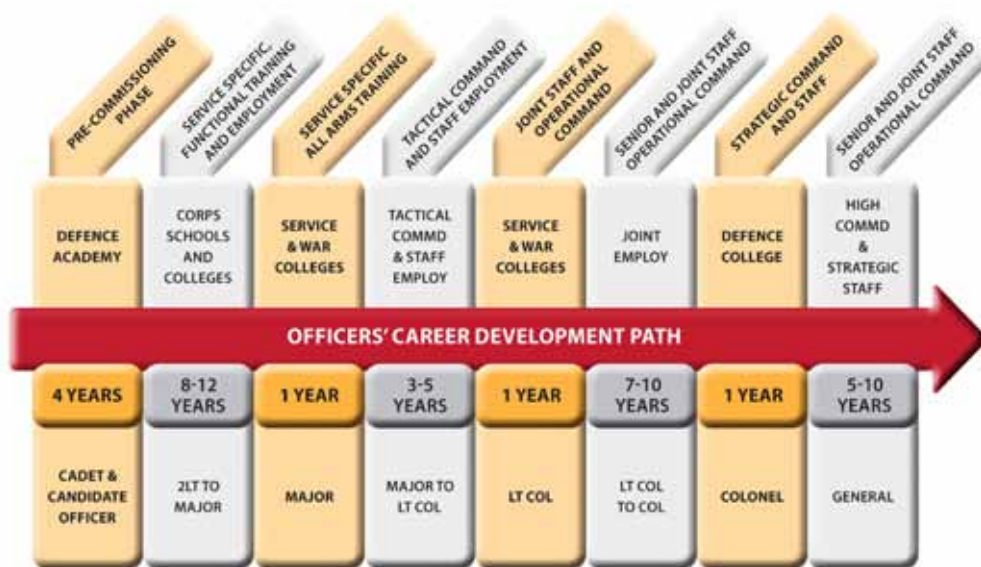 PRE-COMMISSIONING
PHASE
SERVICE SPECIFIC,
FUNCTIONAL TRAINING
AND EMPLOYMENT
SERVICE SPECIFIC
ALL ARMS TRAINING
TACTICAL COMMAND
AND STAFF EMPLOYMENT
JOINT STAFF AND
OPERATIONAL
COMMAND
SENIOR AND JOINT STAFF
OPERATIONAL COMMAND
STRATEGIC COMMAND
AND STAFF
SENIOR AND JOINT STAFF
OPERATIONAL COMMAND
DEFENCE
ACADEMY
CORPS
SCHOOLS
AND
COLLEGES
SERVICE
& WAR
COLLEGES
TACTICAL
COMMD
& STAFF
EMPLOY
SERVICE
& WAR
COLLEGES
JOINT
EMPLOY
DEFENCE
COLLEGE
HIGH
COMMD
&
STRATEGIC
STAFF
OFFICERS' CAREER DEVELOPMENT PATH
4 YEARS
8-12
YEARS
1 YEAR
3-5
YEARS
1 YEAR
7-10
YEARS
1 YEAR
5-10
YEARS
CADET &
CANDIDATE
OFFICER
2LT TO
MAJOR
MAJOR
MAJOR TO
LT COL
LT COL
LT COL
TO COL
COLONEL
GENERAL